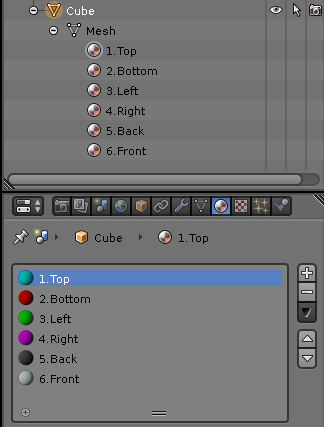 Cube
Mesh
1.Top
2.Bottom
3.Left
4.Right
5.Back
6.Front
Cube 1.Top
1.Top
2.Bottom
3.Left
4.Right
5.Back
6.Front